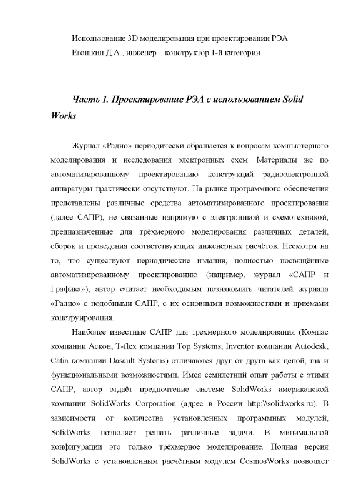 Использование 3D моделирования при проектировании РЭА
Евонкин Д.А., инженер - конструктор 1-й категории
Часть 1. Проектирование РЭА с использованием Solid
Works
Журнал «Радио» периодически обращается к вопросам компьютерного
моделирования и исследования электронных схем. Материалы же по
автоматизированному проектированию конструкций радиоэлектронной
аппаратуры практически отсутствуют. На рынке программного обеспечения
представлены различные средства автоматизированного проектирования
(далее САПР), не связанные напрямую с электроникой и схемотехникой,
предназначенные для трёхмерного моделирования различных деталей,
сборок и проведения соответствующих инженерных расчётов. Несмотря на
то, что существуют периодические издания, полностью посвящённые
автоматизированному проектированию (например, журнал «САПР и
Графика»), автор считает необходимым познакомить читателей журнала
«Радио» с подобными САПР, с их основными возможностями и приемами
конструирования.
Наиболее известные САПР для трехмерного моделирования (Компас
компании Аскон, T-flex компании Top Systems, Inventor компании Autodesk,
Catia компании Dassult Systems) отличаются друг от друга как ценой, так и
функциональными возможностями. Имея семилетний опыт работы с этими
САПР, автор отдаёт предпочтение системе SolidWorks американской
компании SolidWorks Corporation (адрес в России http://solidworks.ru). В
зависимости от количества установленных программных модулей,
SolidWorks позволяет решать различные задачи. В минимальной
конфигурации это только трёхмерное моделирование. Полная версия
SolidWorks с установленным расчётным модулем CosmosWorks позволяет